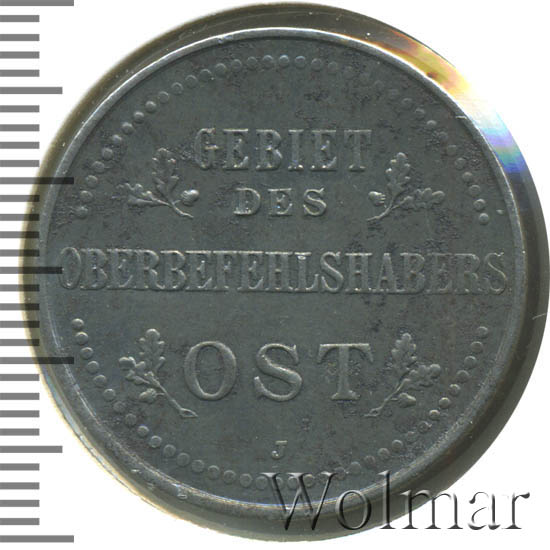 GEBIET
DES
OBERBEFEHLSHABERS
OST
J
Wolmar